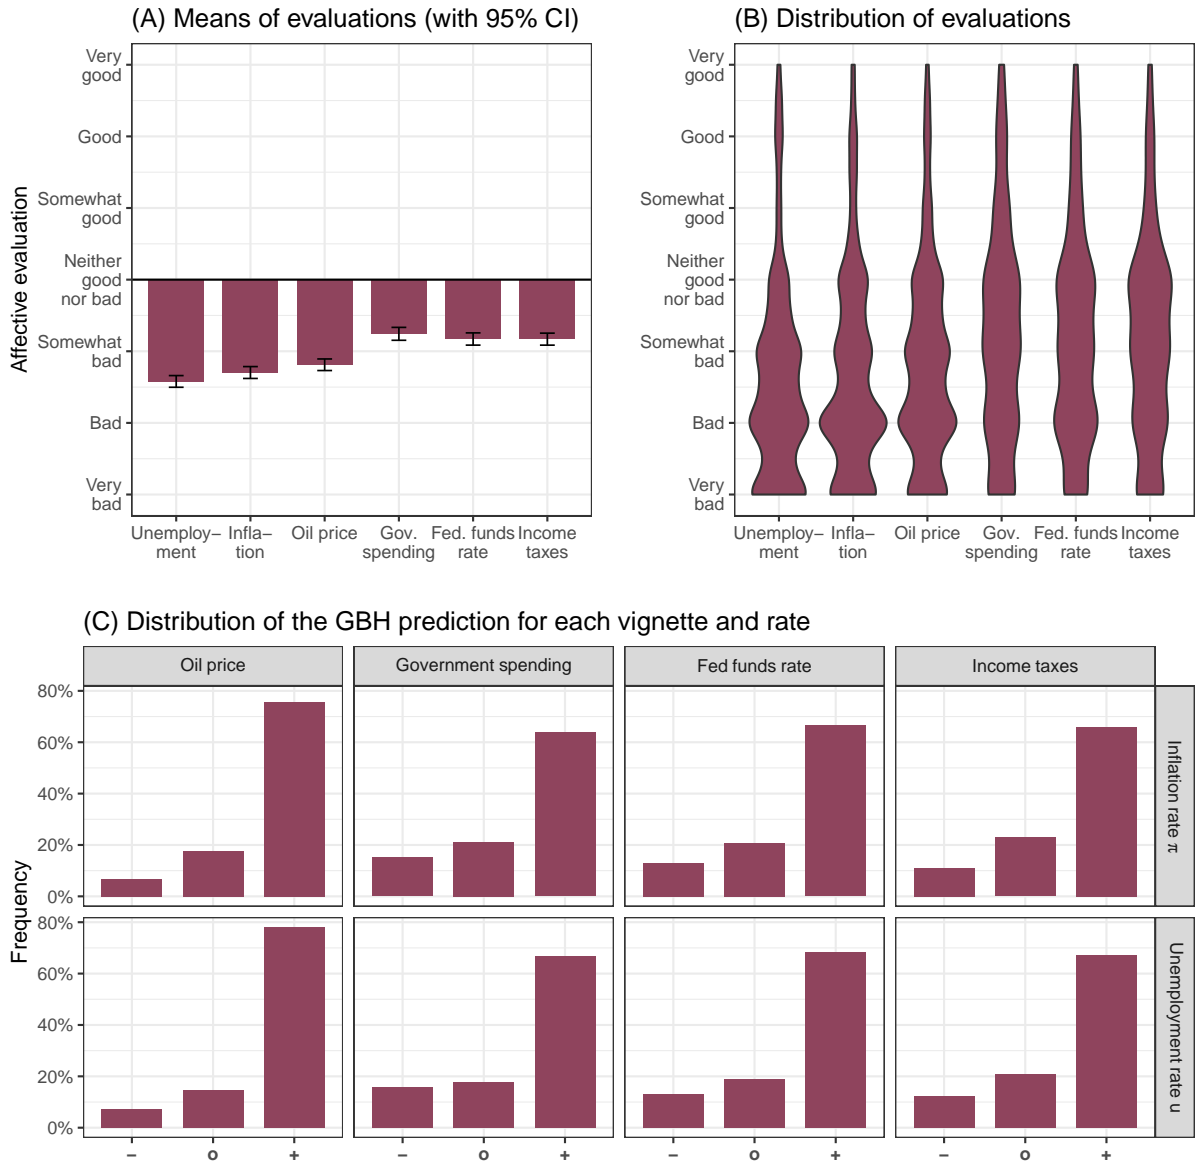 (A) Means of evaluations (with 95% CI)
Affective evaluation
Very
good
Good
Somewhat
good
Neither
good
nor bad
Somewhat
bad
Bad
Very
bad
Unemploy–
ment
Infla–
tion
Oil price
Gov.
spending
Fed. funds
rate
Income
taxes
(B) Distribution of evaluations
Very
good
Good
Somewhat
good
Neither
good
nor bad
Somewhat
bad
Bad
Very
bad
Unemploy–
ment
Infla–
tion
Oil price
Gov.
spending
Fed. funds
rate
Income
taxes
(C) Distribution of the GBH prediction for each vignette and rate
Oil price
Government spending
Fed funds rate
Income taxes
Frequency
80%
60%
40%
20%
0%
Inflation rate π
80%
60%
40%
20%
0%
Unemployment rate u
– o +
– o +
– o +
– o +